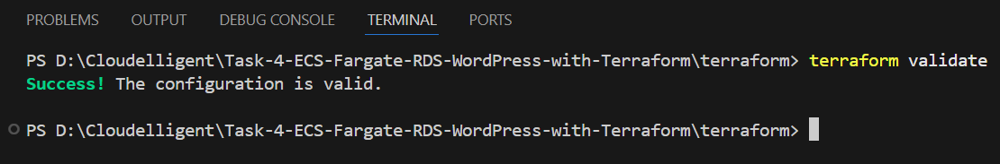 PROBLEMS OUTPUT DEBUG CONSOLE TERMINAL PORTS
PS D:\Cloudelligent\Task-4-ECS-Fargate-RDS-WordPress-with-Terraform\terraform> terraform validate
Success! The configuration is valid.
PS D:\Cloudelligent\Task-4-ECS-Fargate-RDS-WordPress-with-Terraform\terraform>